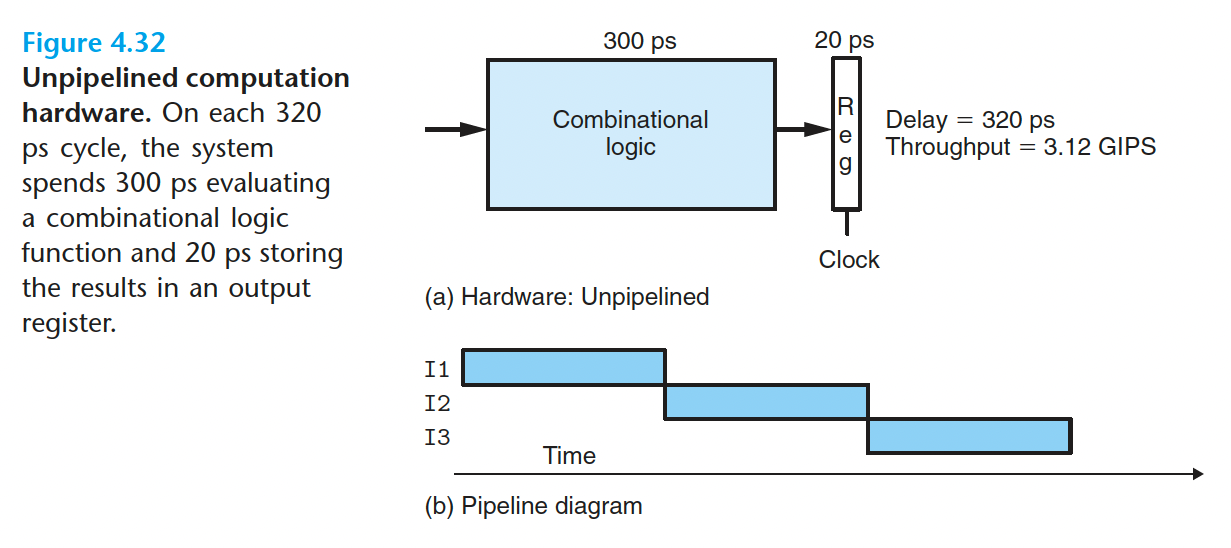 Figure 4.32
Unpipelined computation
hardware. On each 320
ps cycle, the system
spends 300 ps evaluating
a combinational logic
function and 20 ps storing
the results in an output
register.
300 ps
20 ps
Combinational
logic
R
e
g
Delay = 320 ps
Throughput = 3.12 GIPS
Clock
(a) Hardware: Unpipelined
I1
I2
I3
Time
(b) Pipeline diagram